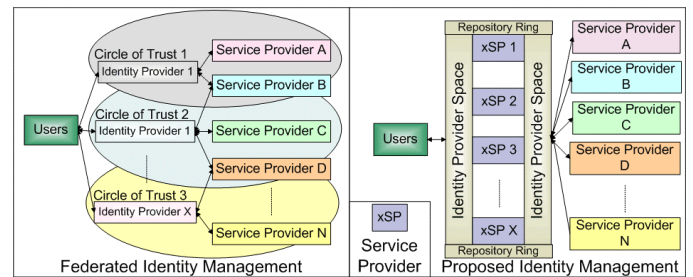 Circle of Trust 1
Identity Provider 1
Service Provider A
Service Provider B
Circle of Trust 2
Users
Identity Provider 1
Service Provider C
Service Provider D
Circle of Trust 3
Identity Provider X
Service Provider N
Federated Identity Management
xSP
Service
Provider
Repository Ring
Users
Identity Provider Space
xSP 1
xSP 2
xSP 3
xSP X
Identity Provider Space
Repository Ring
Service Provider
A
Service Provider
B
Service Provider
C
Service Provider
D
Service Provider
N
Proposed Identity Management